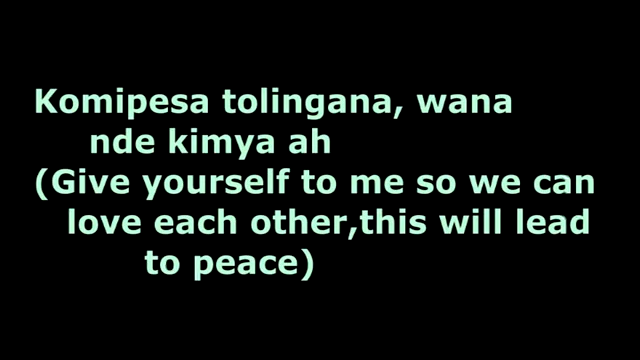 Komipesa tolingana, wana
nde kimya ah
(Give yourself to me so we can
love each other,this will lead
to peace)